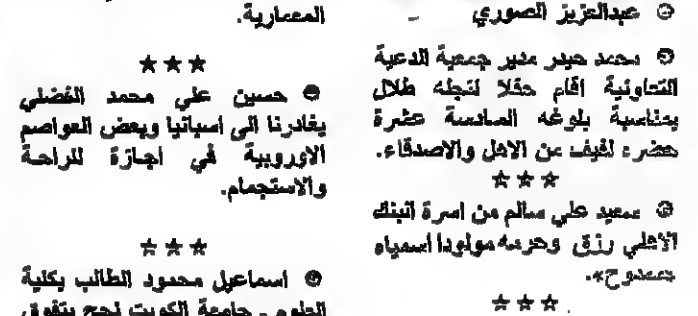 عبدالعزيز الصوري
محمد حيدر مدير جمعية الدعية
التعاونية اقام حفلا لنجله طلال
بمناسبة بلوغه السادسة عشرة
حضره لفيف من الاهل والاصدقاء.
★★★
سعيد علي سالم من اسرة البنك
الأهلي رزق وحرمه مولودا اسمياه
«ممدوح».
★★★
المعمارية.
★★★
حسين علي محمد الفضلي
يغادرنا الى اسبانيا وبعض العواصم
الاوروبية في اجازة للراحة
والاستجمام.
★★★
اسماعيل محمود الطالب بكلية
العلوم - جامعة الكويت نجح بتفوق